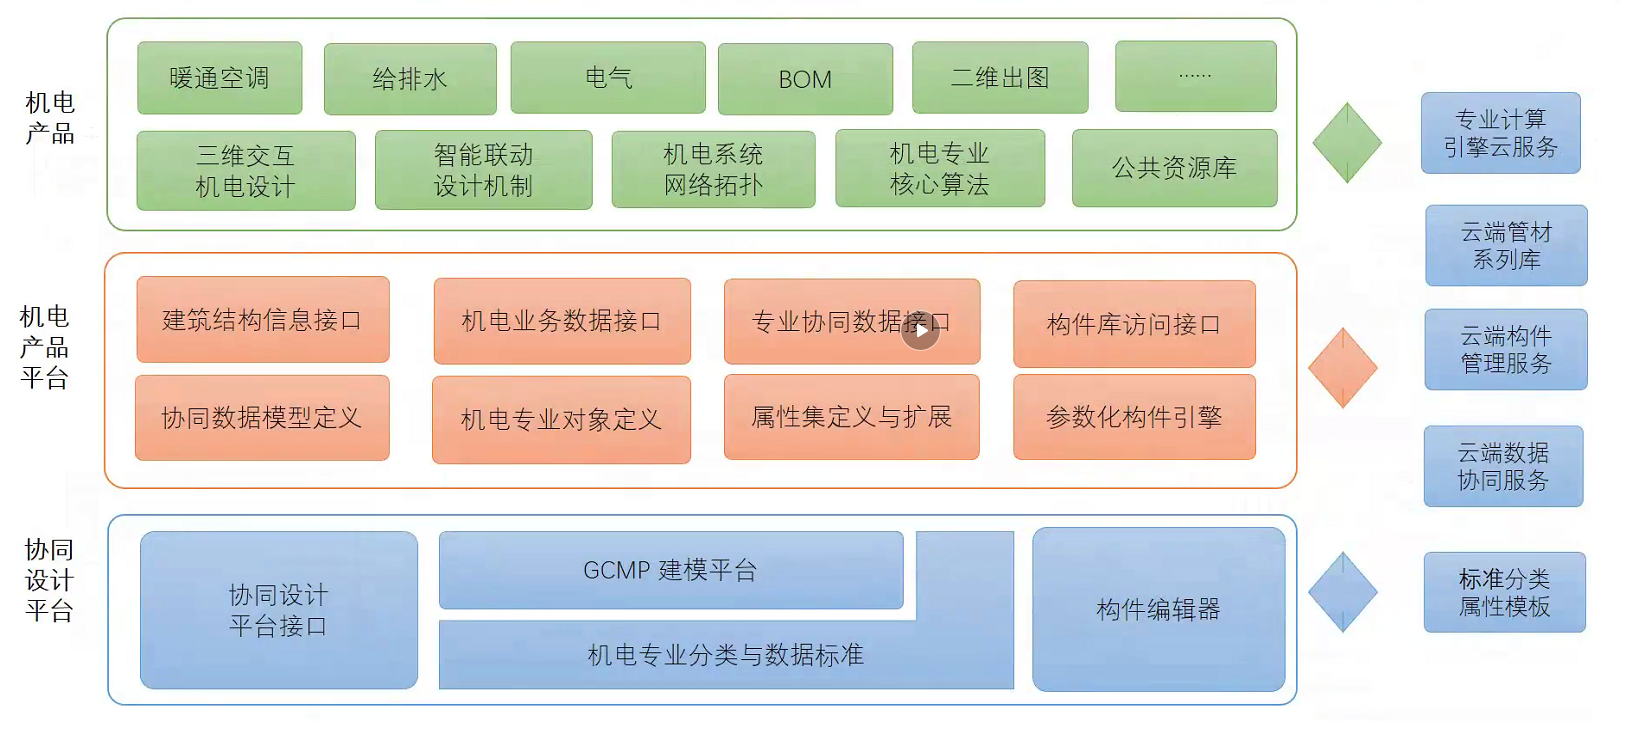 机电
产品
暖通空调
给排水
电气
BOM
二维出图
······
三维交互
机电设计
智能联动
设计机制
机电系统
网络拓扑
机电专业
核心算法
公共资源库
机电
产品
平台
建筑结构信息接口
机电业务数据接口
专业协同数据接口
构件库访问接口
协同数据模型定义
机电专业对象定义
属性集定义与扩展
参数化构件引擎
协同
设计
平台
协同设计
平台接口
GCMP 建模平台
机电专业分类与数据标准
构件编辑器
专业计算
引擎云服务
云端管材
系列库
云端构件
管理服务
云端数据
协同服务
标准分类
属性模板